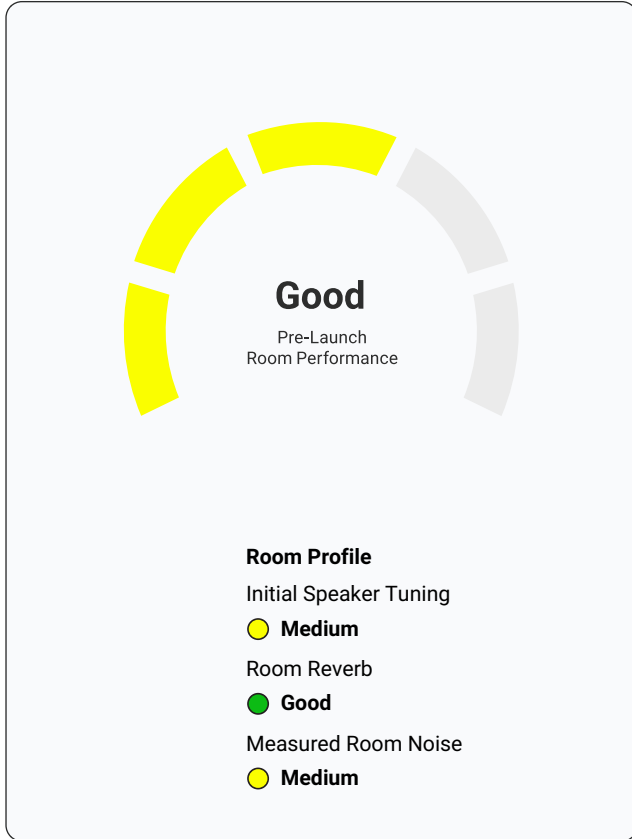 Good
Pre-Launch
Room Performance
Room Profile
Initial Speaker Tuning
Medium
Room Reverb
Good
Measured Room Noise
Medium